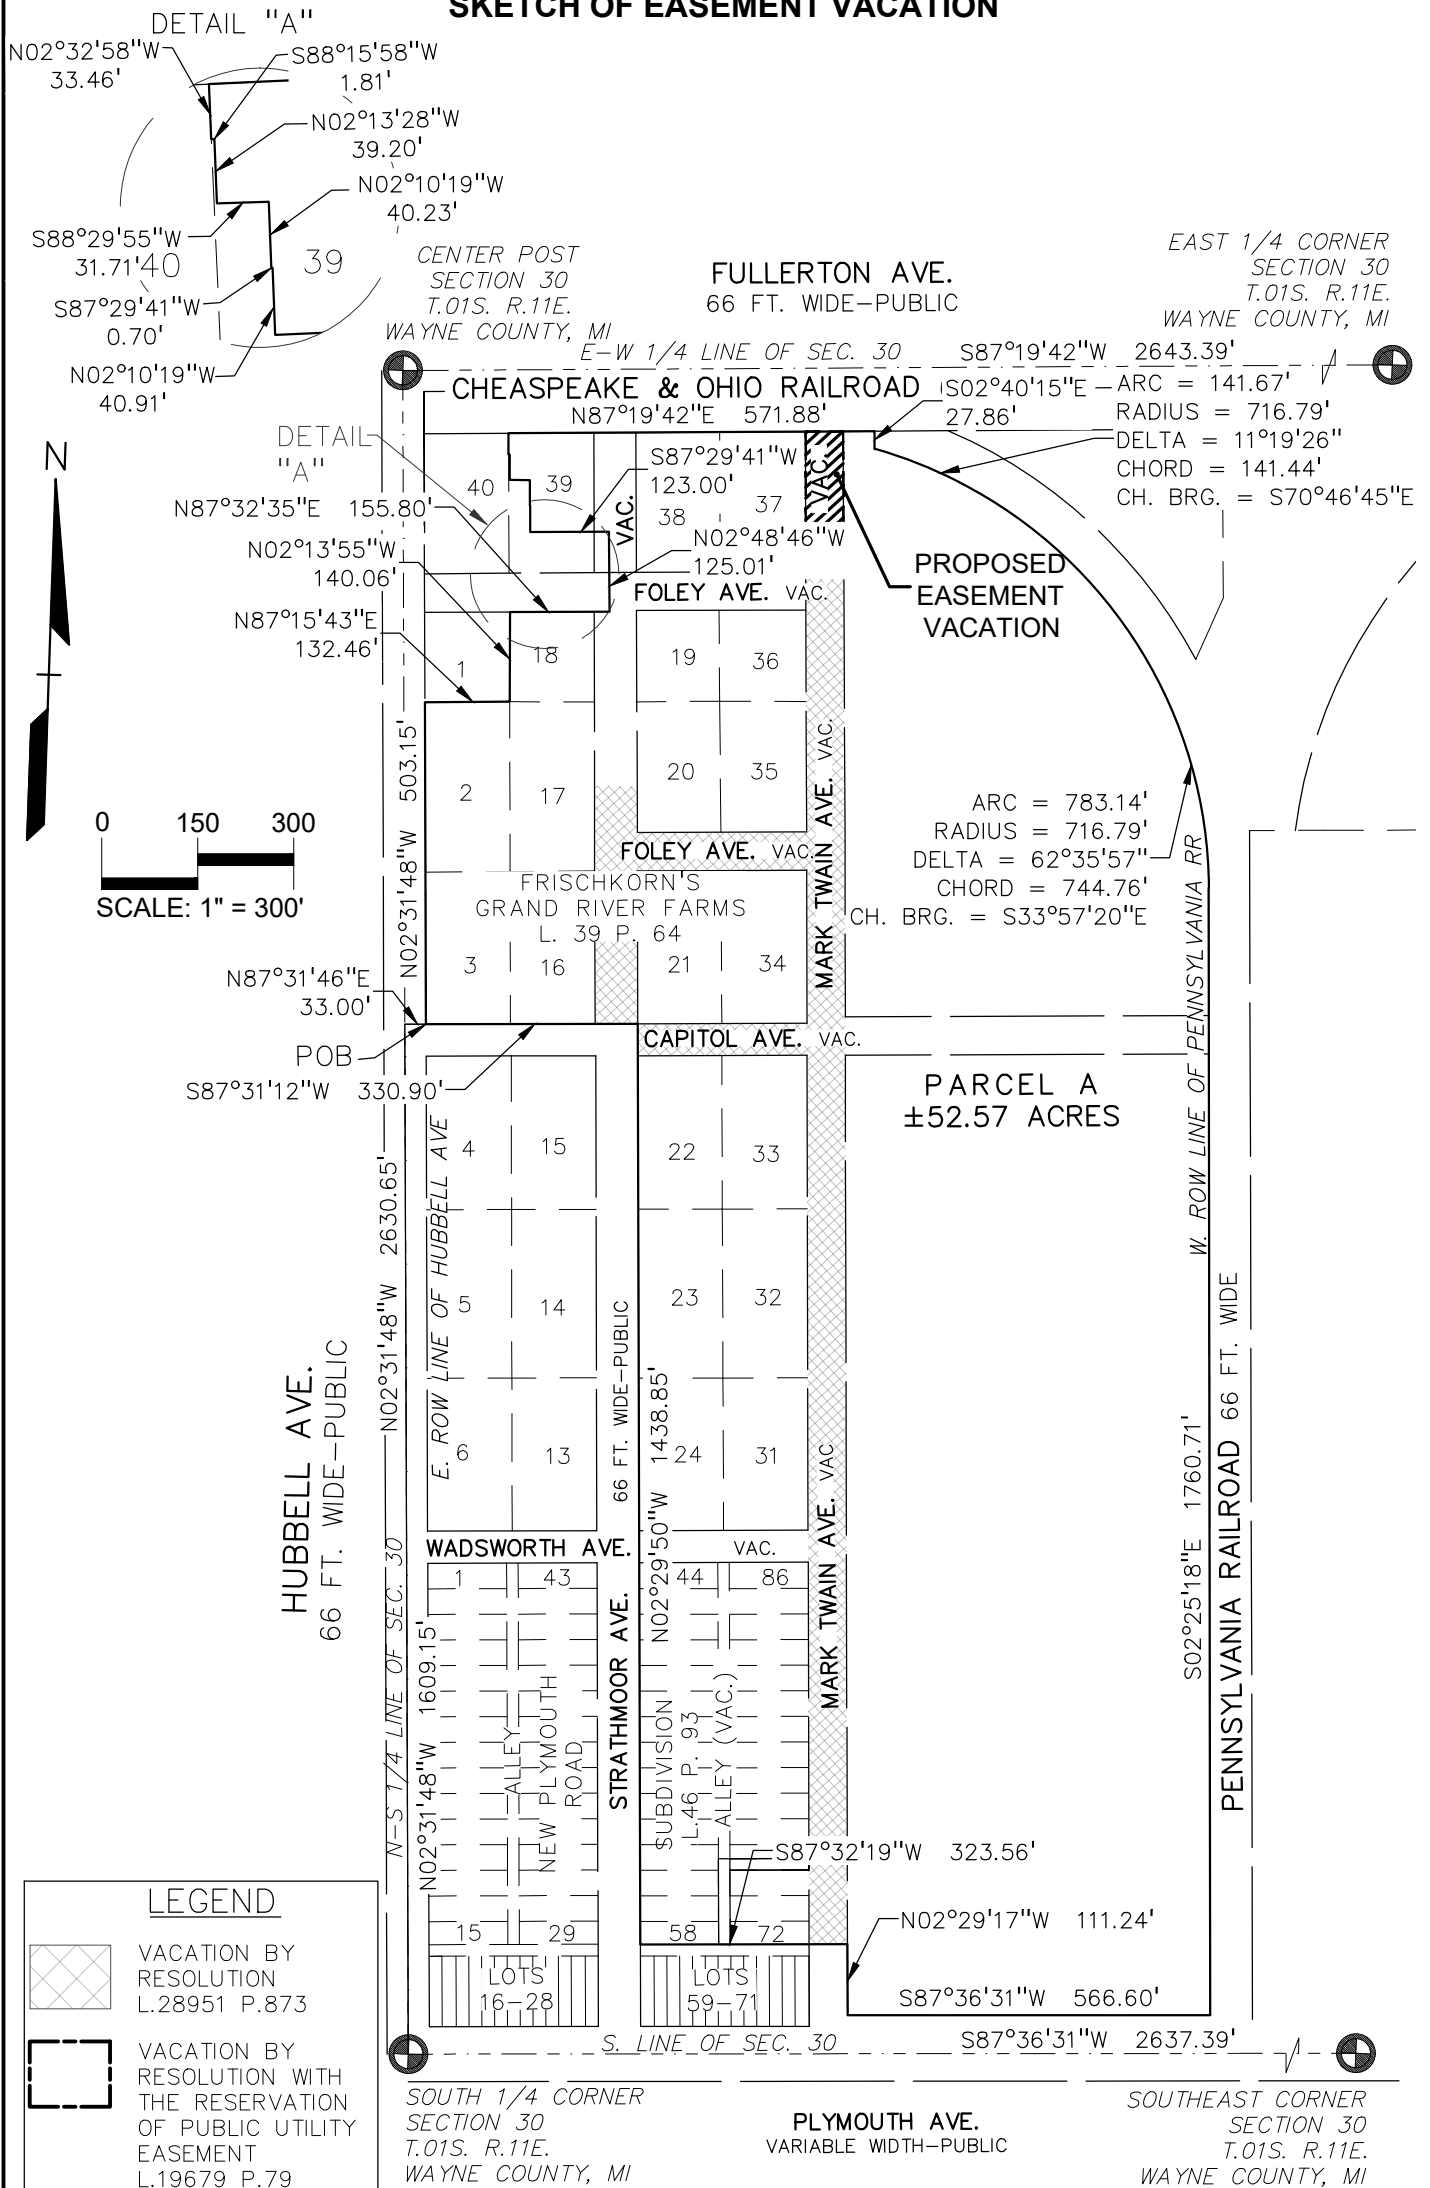 SKETCH OF EASEMENT VACATION
DETAIL "A"
N02°32'58"W
33.46'
S88°15'58"W
1.81'
N02°13'28"W
39.20'
N02°10'19"W
40.23'
S88°29'55"W
31.71'
40
39
S87°29'41"W
0.70'
N02°10'19"W
40.91'
CENTER POST
SECTION 30
T.01S. R.11E.
WAYNE COUNTY, MI
FULLERTON AVE.
66 FT. WIDE-PUBLIC
EAST 1/4 CORNER
SECTION 30
T.01S. R.11E.
WAYNE COUNTY, MI
E-W 1/4 LINE OF SEC. 30
S87°19'42"W 2643.39'
CHEASPEAKE & OHIO RAILROAD
N87°19'42"E 571.88'
S02°40'15"E
27.86'
ARC = 141.67'
RADIUS = 716.79'
DELTA = 11°19'26"
CHORD = 141.44'
CH. BRG. = S70°46'45"E
N
DETAIL
"A"
40
39
S87°29'41"W
123.00'
VAC.
38
37
VAC.
N87°32'35"E 155.80'
N02°48'46"W
125.01'
N02°13'55"W
140.06'
FOLEY AVE. VAC.
PROPOSED
EASEMENT
VACATION
N87°15'43"E
132.46'
1
18
19
36
2
17
20
35
N02°31'48"W 503.15'
MARK TWAIN AVE. VAC.
0 150 300
SCALE: 1" = 300'
FOLEY AVE. VAC.
ARC = 783.14'
RADIUS = 716.79'
DELTA = 62°35'57"
CHORD = 744.76'
CH. BRG. = S33°57'20"E
FRISCHKORN'S
GRAND RIVER FARMS
L. 39 P. 64
3
16
21
34
N87°31'46"E
33.00'
POB
S87°31'12"W 330.90'
CAPITOL AVE. VAC.
PARCEL A
±52.57 ACRES
W. ROW LINE OF PENNSYLVANIA RR
4
15
22
33
5
14
23
32
6
13
24
31
N02°31'48"W 2630.65'
E. ROW LINE OF HUBBELL AVE
66 FT. WIDE-PUBLIC
N02°29'50"W 1438.85'
MARK TWAIN AVE. VAC
HUBBELL AVE.
66 FT. WIDE-PUBLIC
S02°25'18"E 1760.71'
PENNSYLVANIA RAILROAD 66 FT. WIDE
WADSWORTH AVE.
VAC.
1
43
44
86
N-S 1/4 LINE OF SEC. 30
N02°31'48"W 1609.15'
ALLEY
NEW PLYMOUTH
ROAD
STRATHMOOR AVE.
SUBDIVISION
L.46 P. 93
ALLEY (VAC.)
S87°32'19"W 323.56'
15
29
58
72
N02°29'17"W 111.24'
LOTS
16-28
LOTS
59-71
S87°36'31"W 566.60'
S. LINE OF SEC. 30
S87°36'31"W 2637.39'
LEGEND
VACATION BY
RESOLUTION
L.28951 P.873
VACATION BY
RESOLUTION WITH
THE RESERVATION
OF PUBLIC UTILITY
EASEMENT
L.19679 P.79
SOUTH 1/4 CORNER
SECTION 30
T.01S. R.11E.
WAYNE COUNTY, MI
PLYMOUTH AVE.
VARIABLE WIDTH-PUBLIC
SOUTHEAST CORNER
SECTION 30
T.01S. R.11E.
WAYNE COUNTY, MI